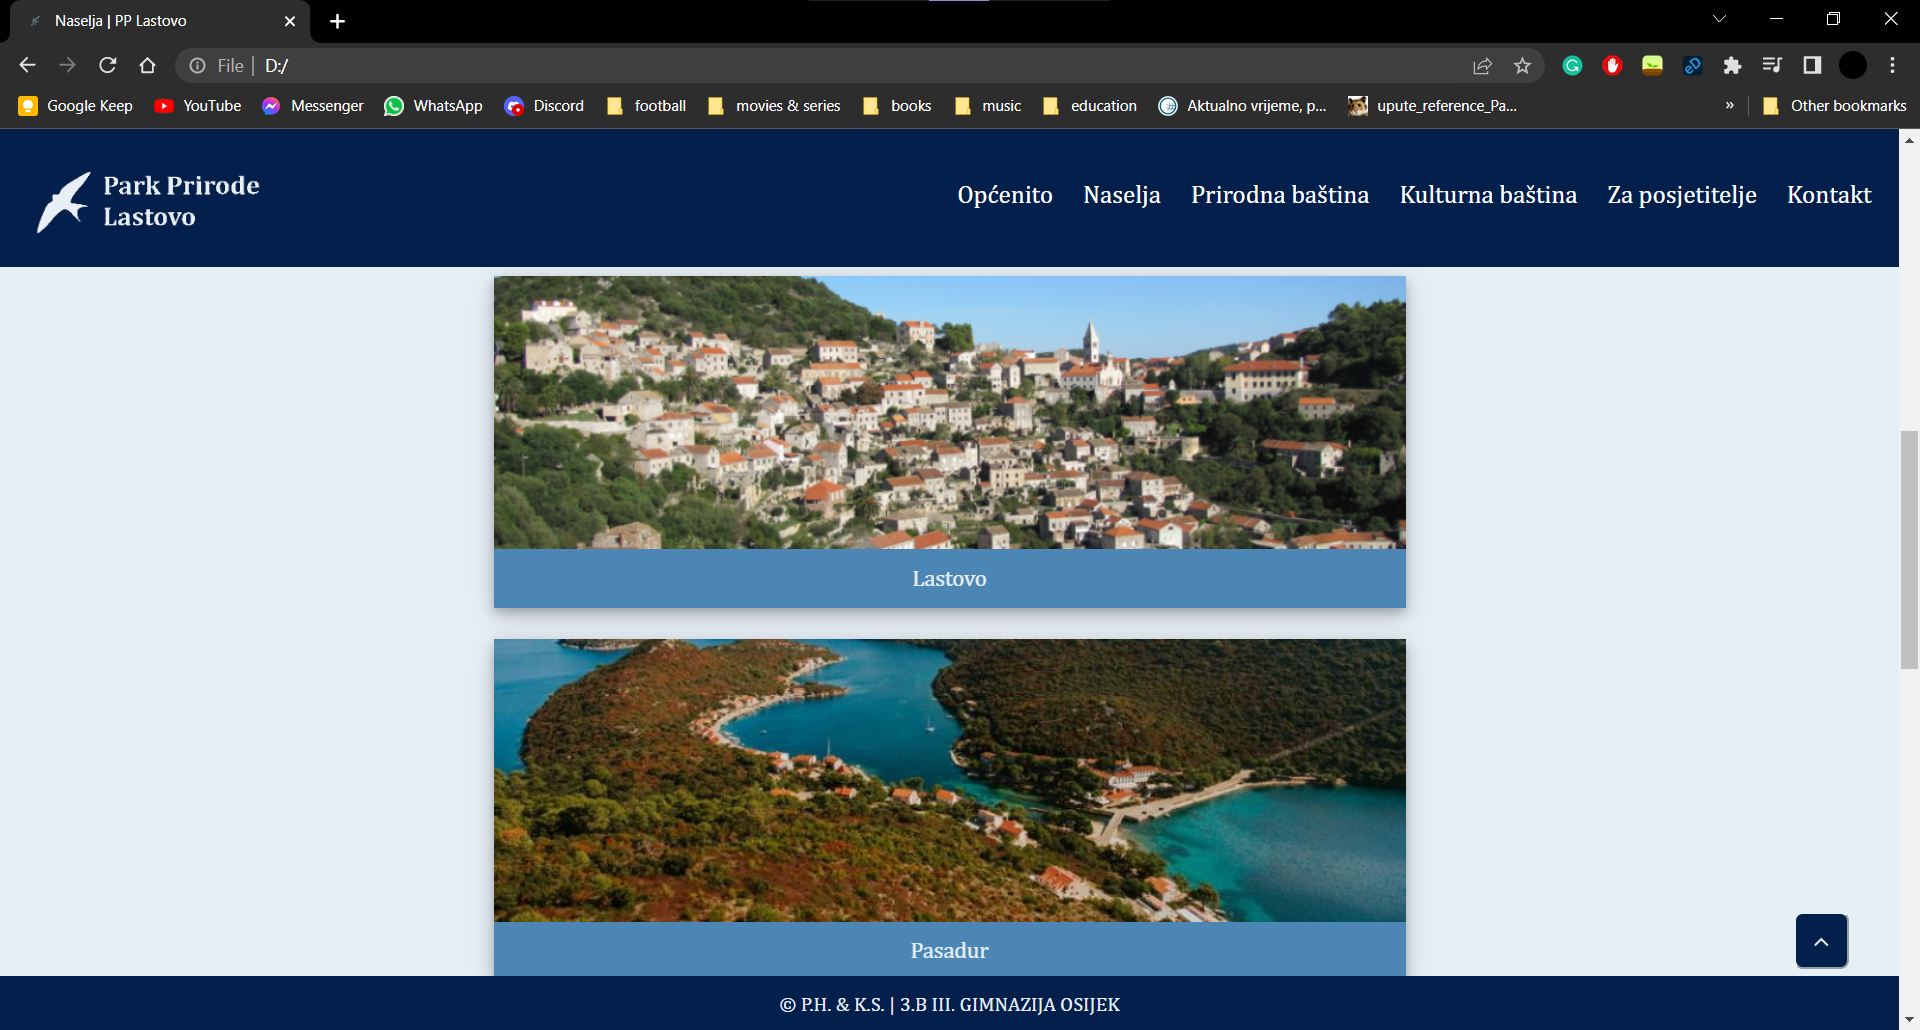 Naselja | PP Lastovo
File | D:/
Google Keep
YouTube
Messenger
WhatsApp
Discord
football
movies & series
books
music
education
Aktualno vrijeme, p...
upute_reference_Pa...
»
Other bookmarks
Park Prirode
Lastovo
Općenito
Naselja
Prirodna baština
Kulturna baština
Za posjetitelje
Kontakt
Lastovo
Pasadur
© P.H. & K.S. | 3.B III. GIMNAZIJA OSIJEK